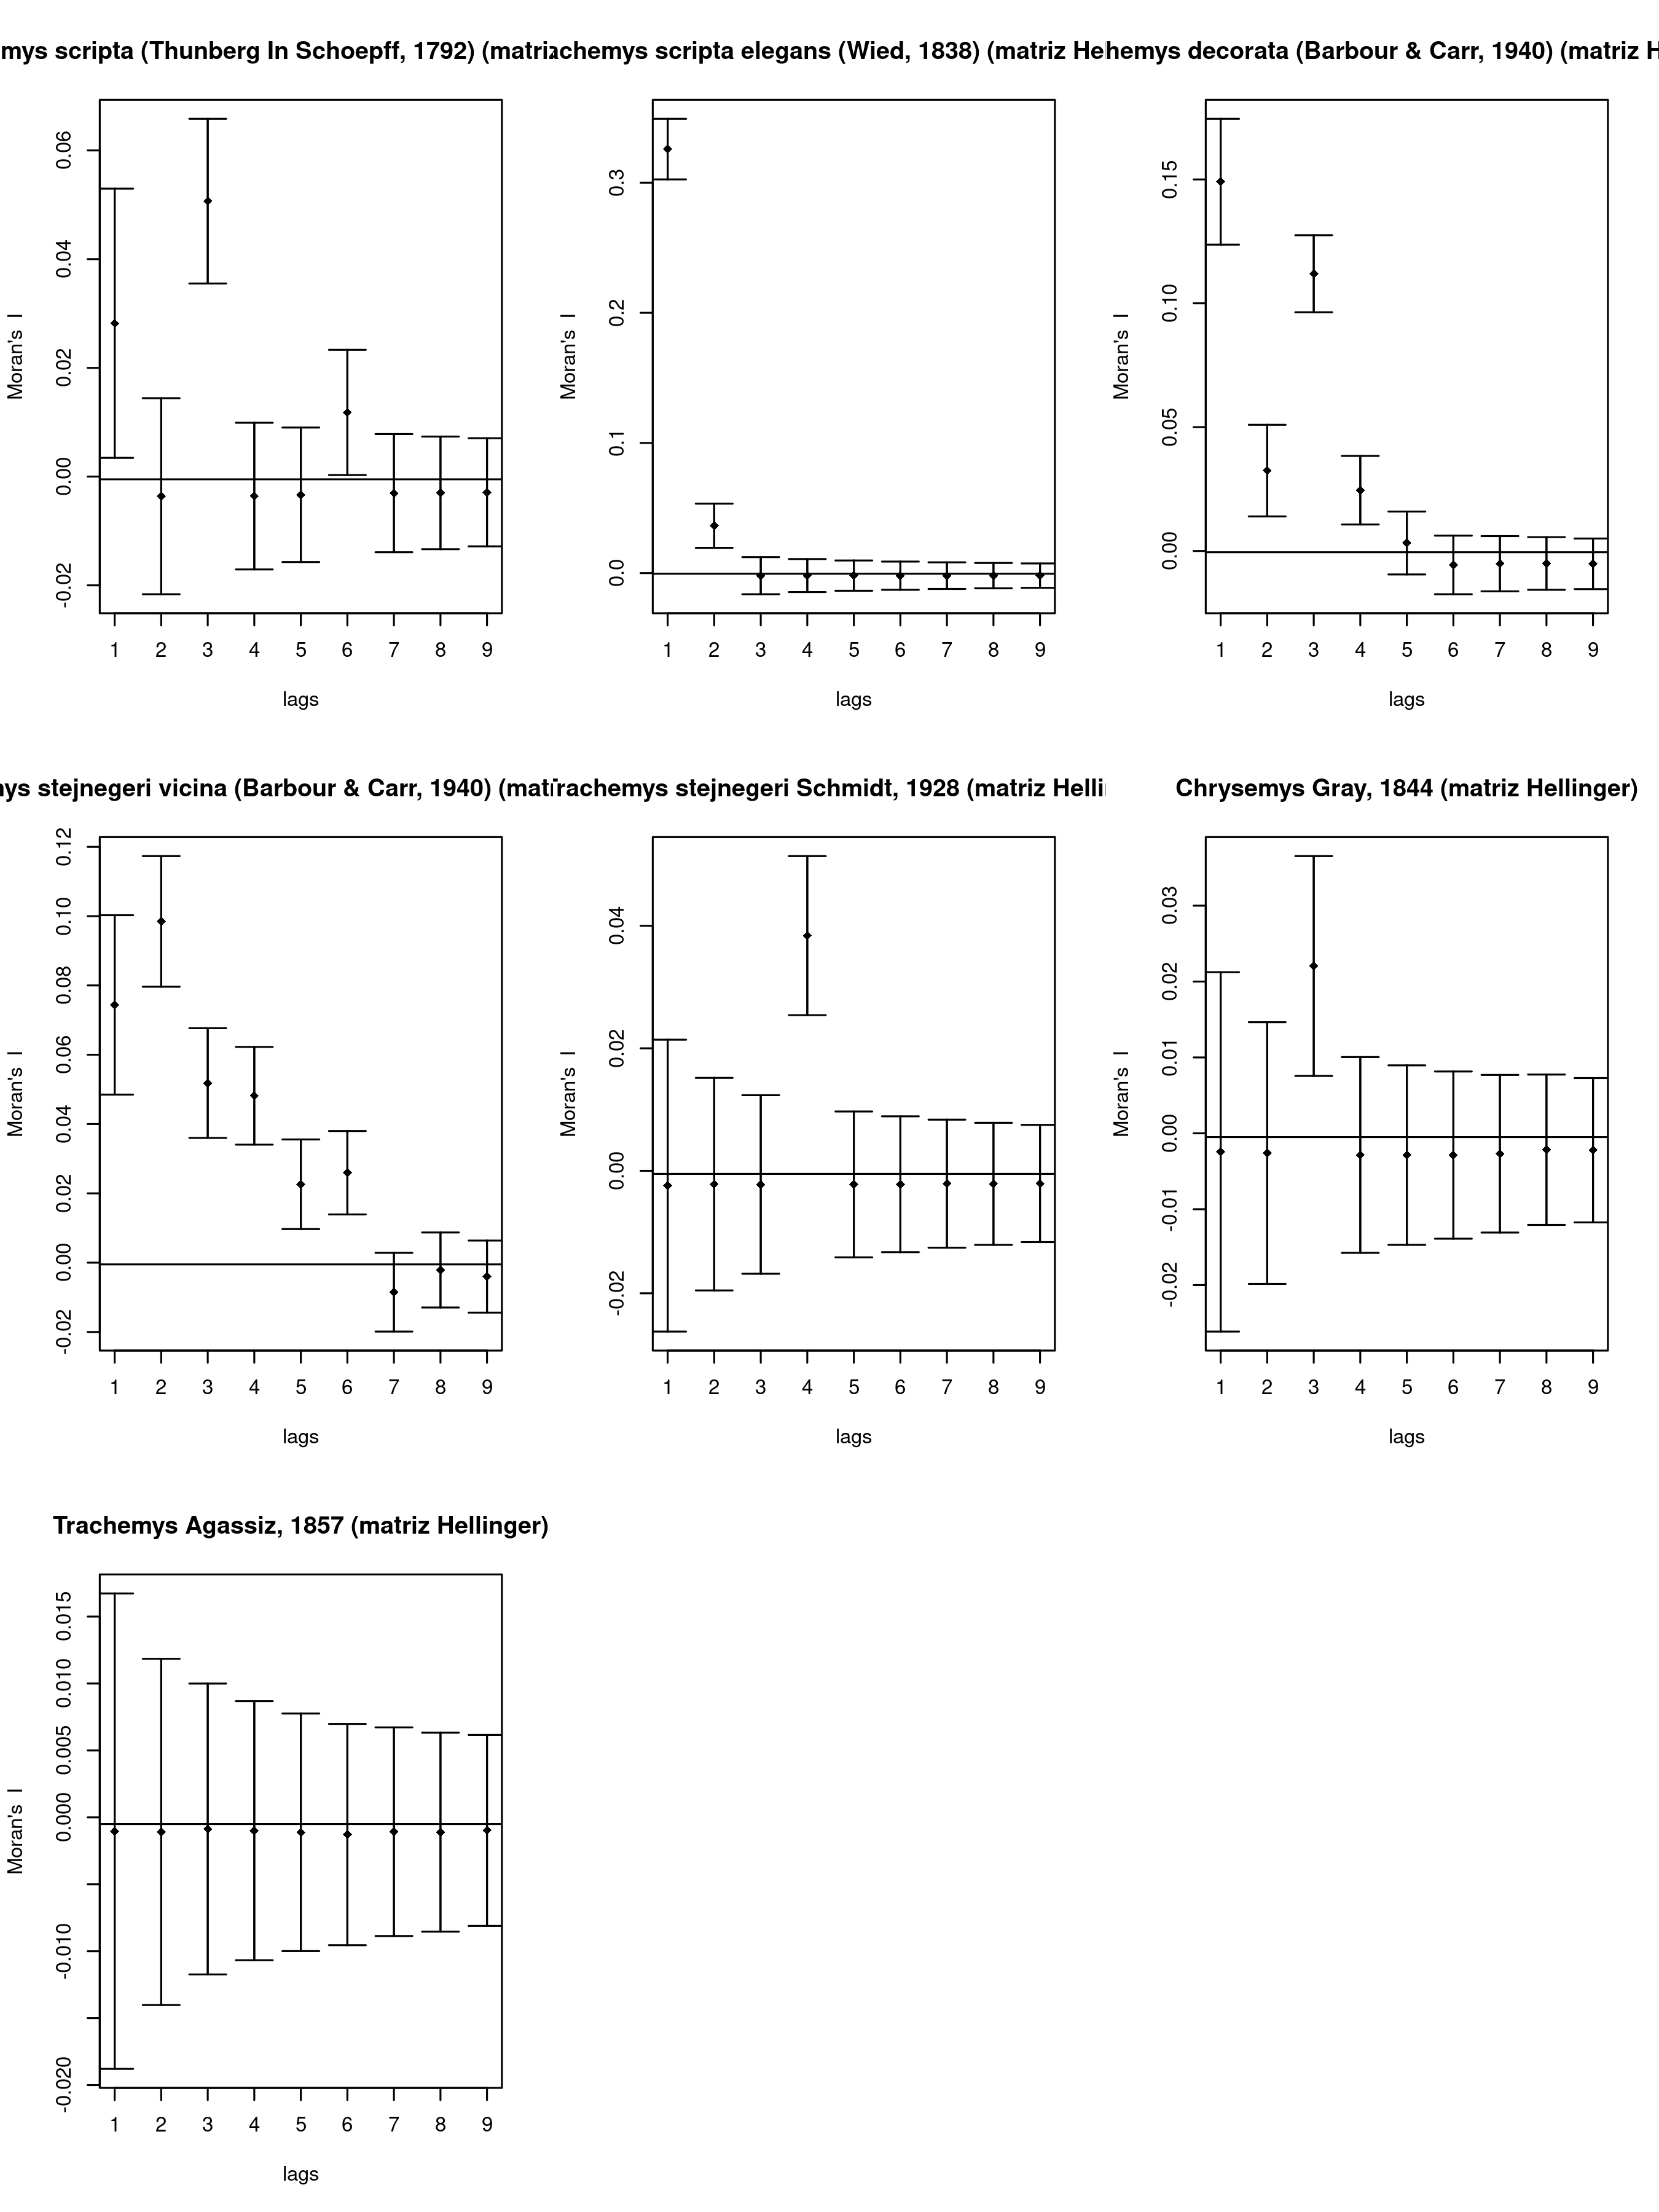 mys scripta (Thunberg In Schoepff, 1792) (matriz
achemys scripta elegans (Wied, 1838) (matriz He
hemys decorata (Barbour & Carr, 1940) (matriz H
Moran's I
0.06
0.04
0.02
0.00
-0.02
1 2 3 4 5 6 7 8 9
lags
Moran's I
0.3
0.2
0.1
0.0
1 2 3 4 5 6 7 8 9
lags
Moran's I
0.15
0.10
0.05
0.00
1 2 3 4 5 6 7 8 9
lags
nys stejnegeri vicina (Barbour & Carr, 1940) (mati
Trachemys stejnegeri Schmidt, 1928 (matriz Helli
Chrysemys Gray, 1844 (matriz Hellinger)
Moran's I
0.12
0.10
0.08
0.06
0.04
0.02
0.00
-0.02
1 2 3 4 5 6 7 8 9
lags
Moran's I
0.04
0.02
0.00
-0.02
1 2 3 4 5 6 7 8 9
lags
Moran's I
0.03
0.02
0.01
0.00
-0.01
-0.02
1 2 3 4 5 6 7 8 9
lags
Trachemys Agassiz, 1857 (matriz Hellinger)
Moran's I
0.015
0.010
0.005
0.000
-0.010
-0.020
1 2 3 4 5 6 7 8 9
lags